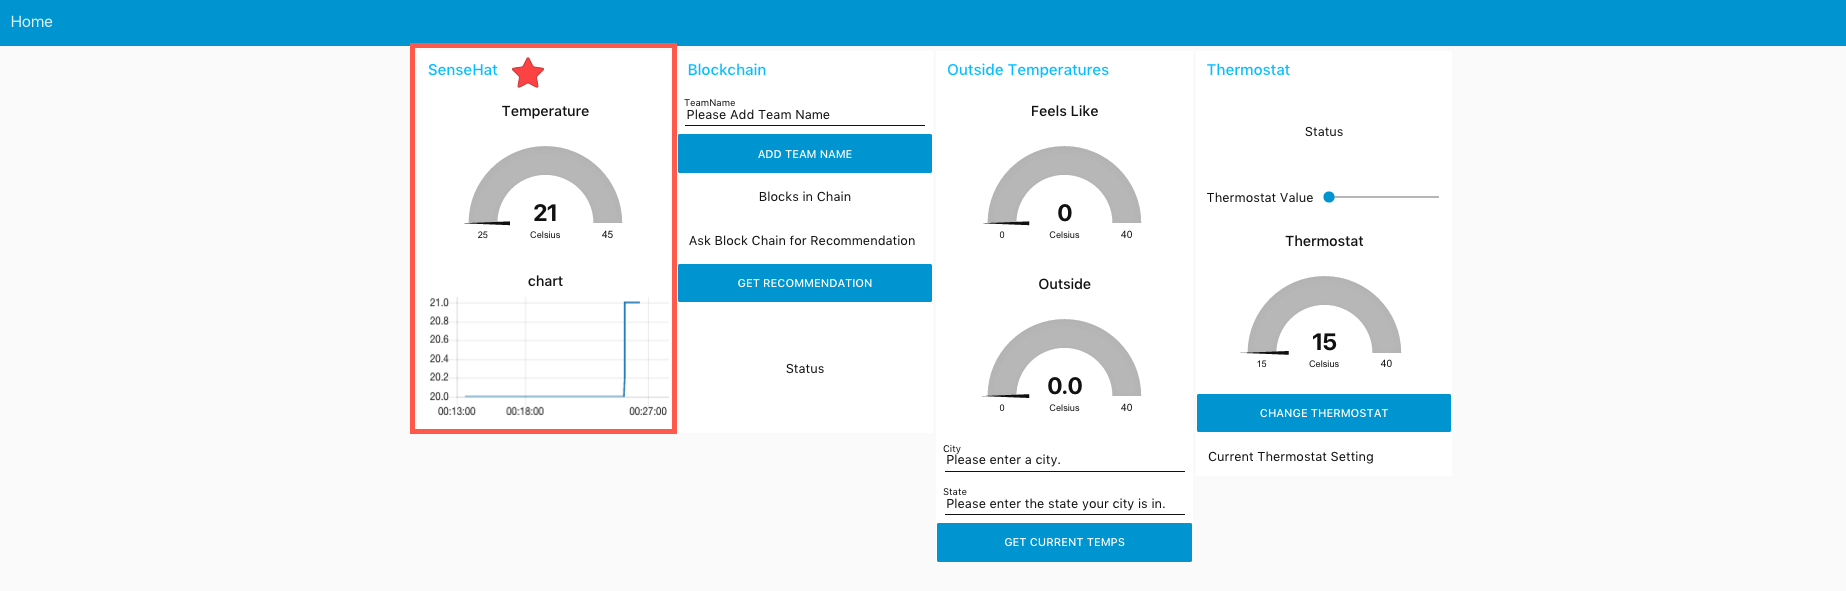 Home
SenseHat
Temperature
21
25
Celsius
45
chart
21.0
20.8
20.6
20.4
20.2
20.0
00:13:00
00:18:00
00:27:00
Blockchain
TeamName
Please Add Team Name
ADD TEAM NAME
Blocks in Chain
Ask Block Chain for Recommendation
GET RECOMMENDATION
Status
Outside Temperatures
Feels Like
0
0
Celsius
40
Outside
0.0
0
Celsius
40
City
Please enter a city.
State
Please enter the state your city is in.
GET CURRENT TEMPS
Thermostat
Status
Thermostat Value
Thermostat
15
15
Celsius
40
CHANGE THERMOSTAT
Current Thermostat Setting